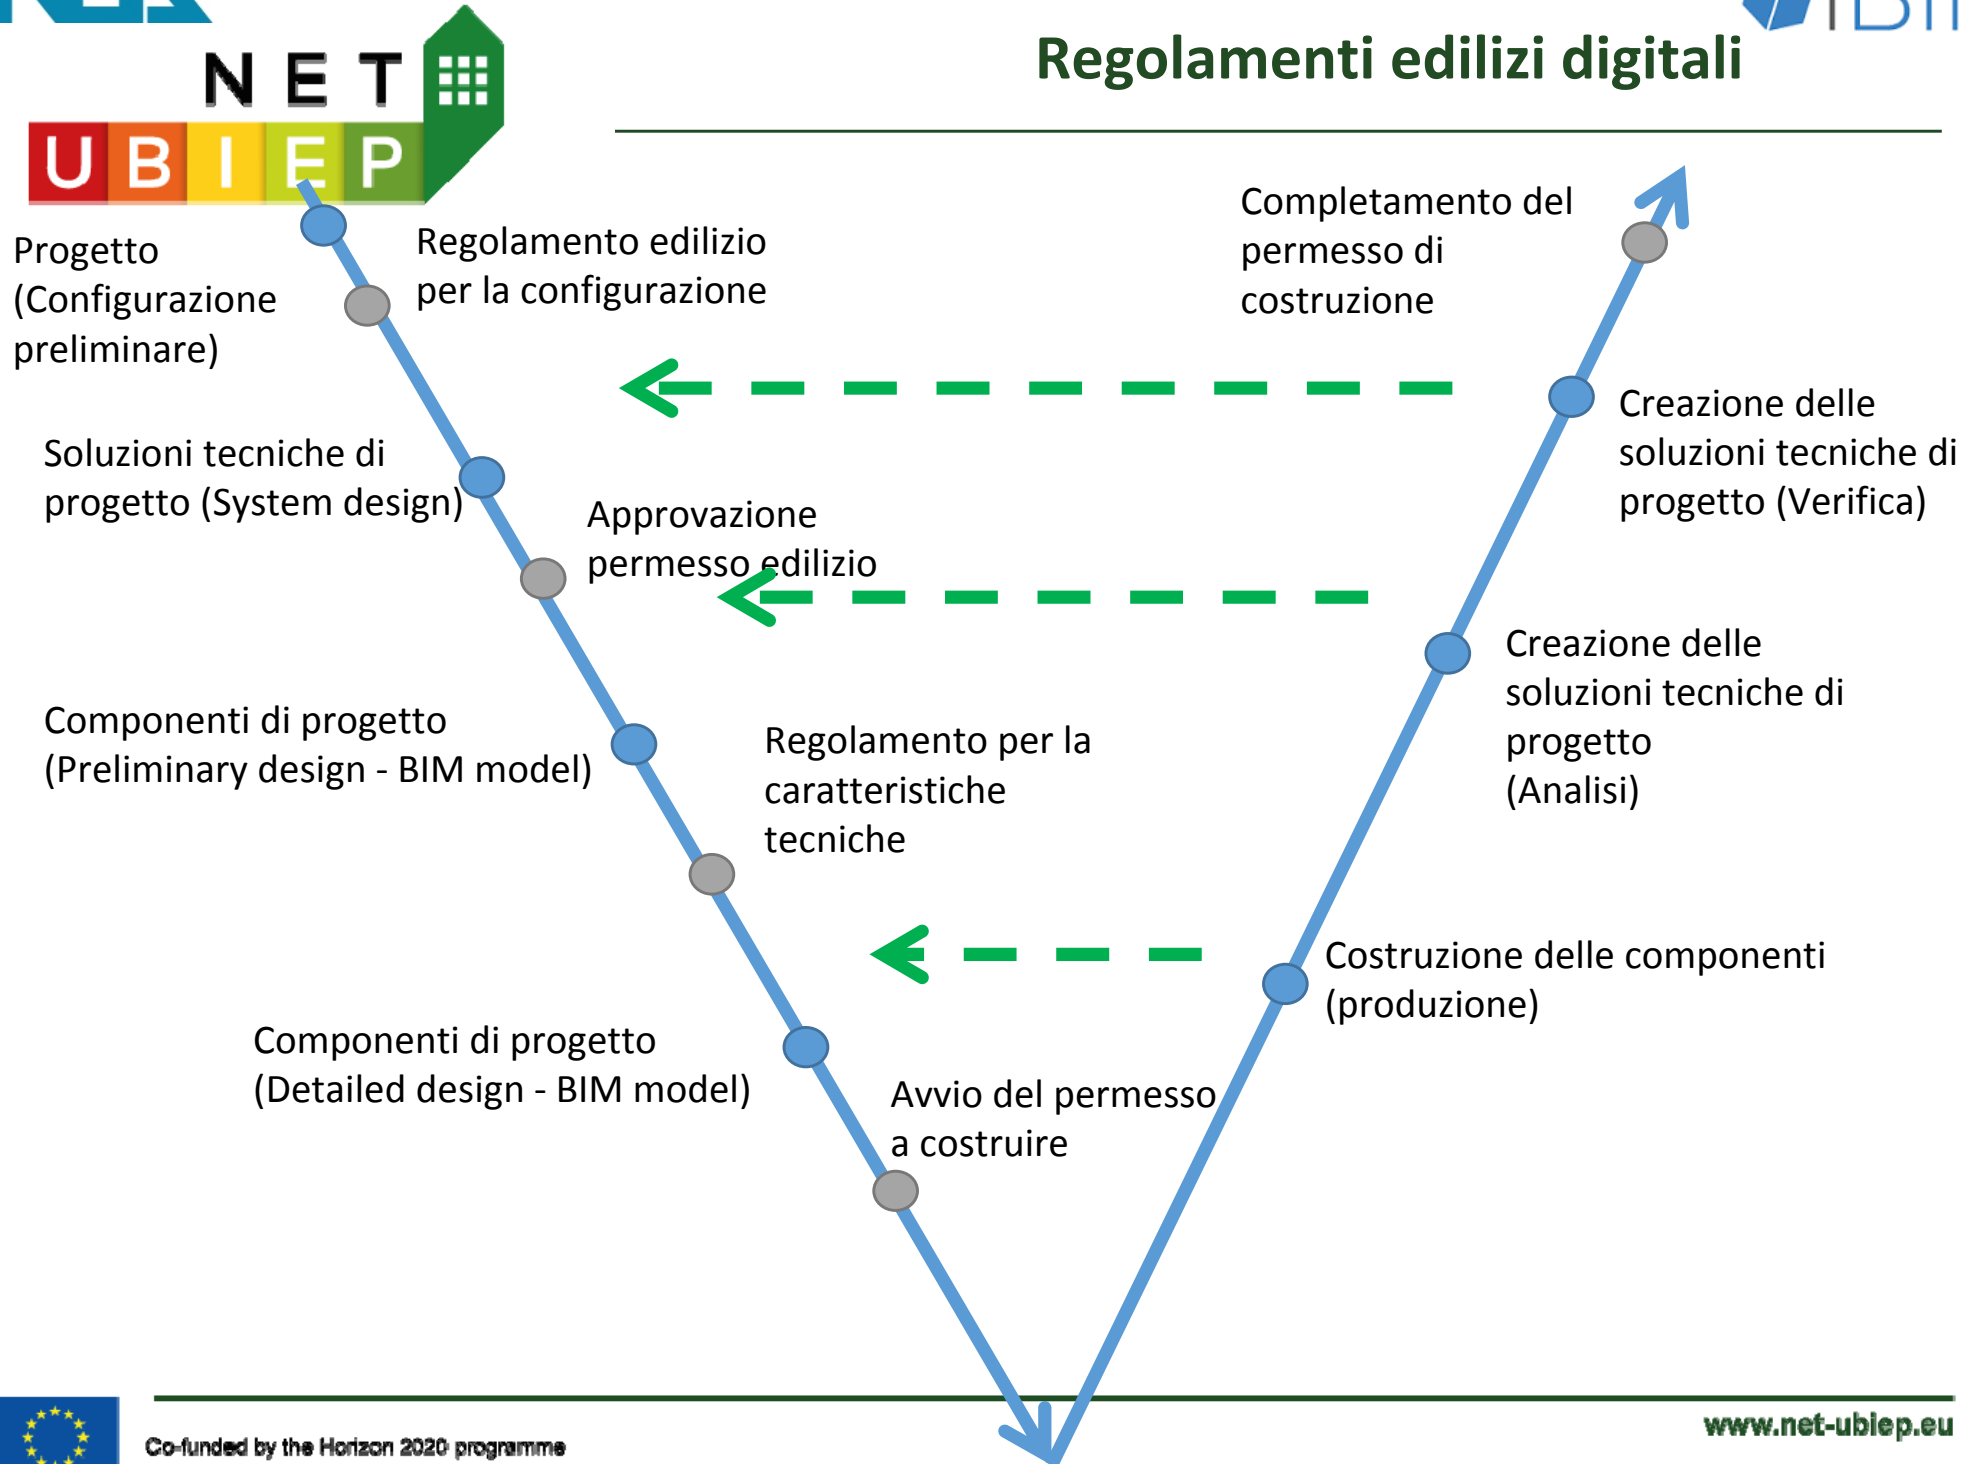 NET
UBIEP
Regolamenti edilizi digitali
Progetto
(Configurazione
preliminare)
Regolamento edilizio
per la configurazione
Completamento del
permesso di
costruzione
Soluzioni tecniche di
progetto (System design)
Approvazione
permesso edilizio
Creazione delle
soluzioni tecniche di
progetto (Verifica)
Componenti di progetto
(Preliminary design - BIM model)
Regolamento per la
caratteristiche
tecniche
Creazione delle
soluzioni tecniche di
progetto
(Analisi)
Costruzione delle componenti
(produzione)
Componenti di progetto
(Detailed design - BIM model)
Avvio del permesso
a costruire
Co-funded by the Horizon 2020 programme
www.net-ubiep.eu